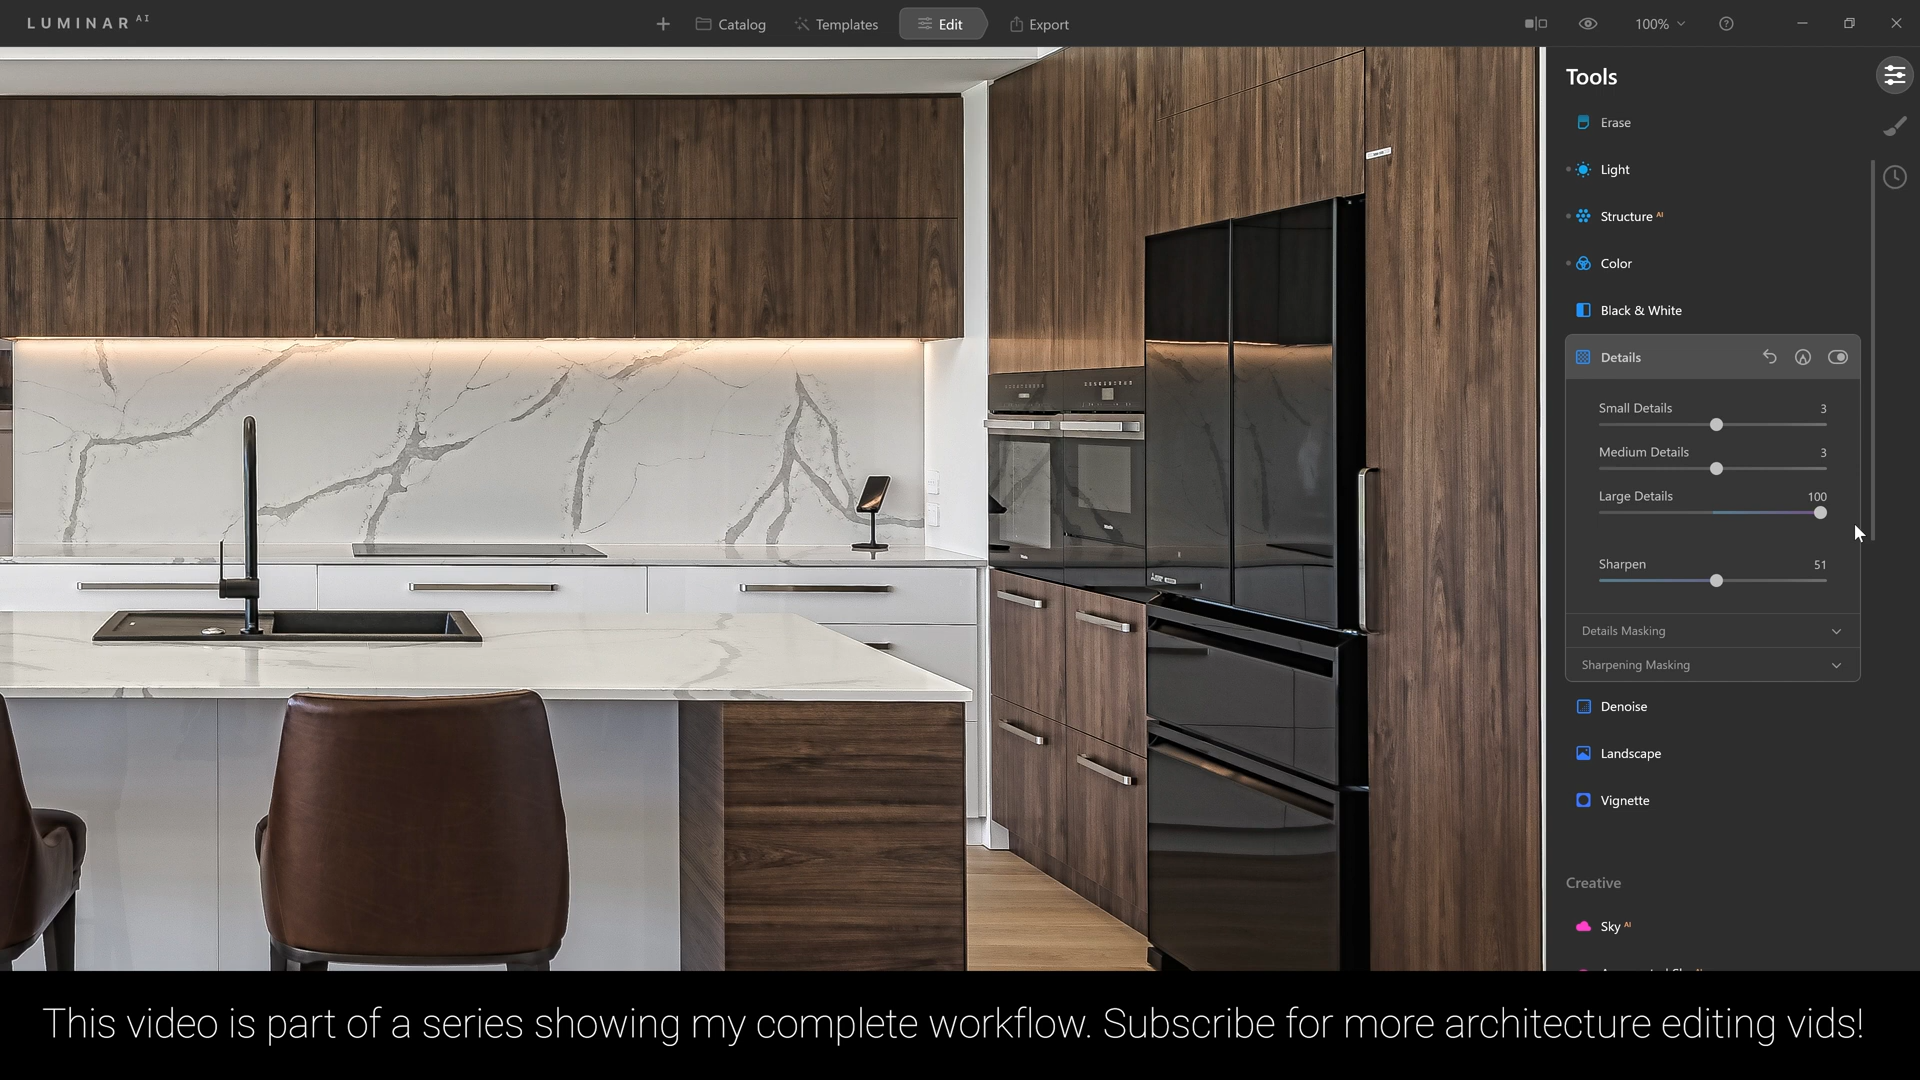 LUMINAR AI
Catalog
Templates
Edit
Export
100%
Tools
Erase
Light
Structure AI
Color
Black & White
Details
Small Details 3
Medium Details 3
Large Details 100
Sharpen 51
Details Masking
Sharpening Masking
Denoise
Landscape
Vignette
Creative
Sky AI
This video is part of a series showing my complete workflow. Subscribe for more architecture editing vids!